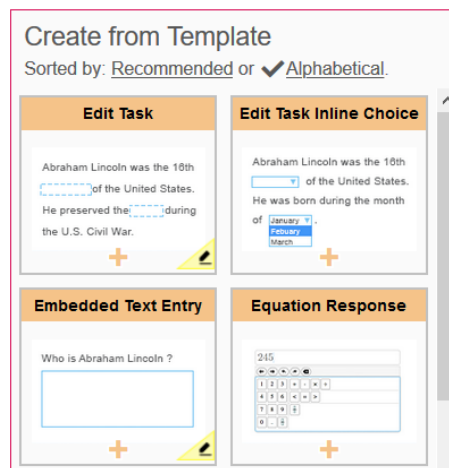 Create from Template
Sorted by: Recommended or ✔Alphabetical.
Edit Task
Abraham Lincoln was the 16th
of the United States.
He preserved the during
the U.S. Civil War.
Edit Task Inline Choice
Abraham Lincoln was the 16th
of the United States.
He was born during the month
of January .
Febuary
March
Embedded Text Entry
Who is Abraham Lincoln ?
Equation Response
245
1 2 3 + - × ÷
4 5 6 < = >
7 8 9
0 .